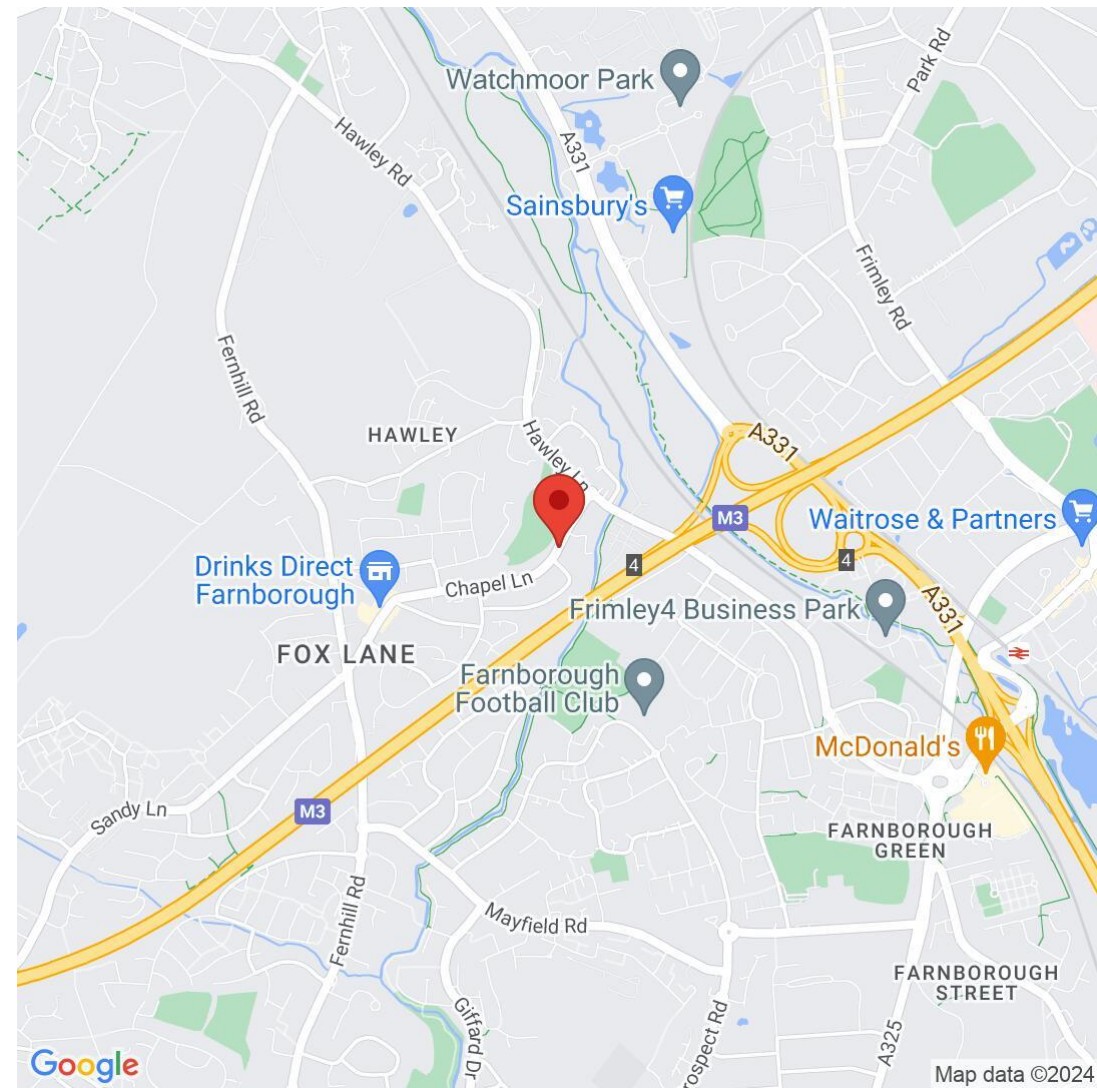 Park Rd
Watchmoor Park
A331
Hawley Rd
Sainsbury's
Frimley Rd
Fernhill Rd
HAWLEY
Hawley Ln
A331
M3
Waitrose & Partners
4
4
Drinks Direct
Farnborough
Chapel Ln
Frimley4 Business Park
A331
FOX LANE
Farnborough
Football Club
McDonald's
M3
Sandy Ln
FARNBOROUGH
GREEN
Fernhill Rd
Mayfield Rd
FARNBOROUGH
STREET
Giffard Dr
rospect Rd
A325
Google
Map data ©2024